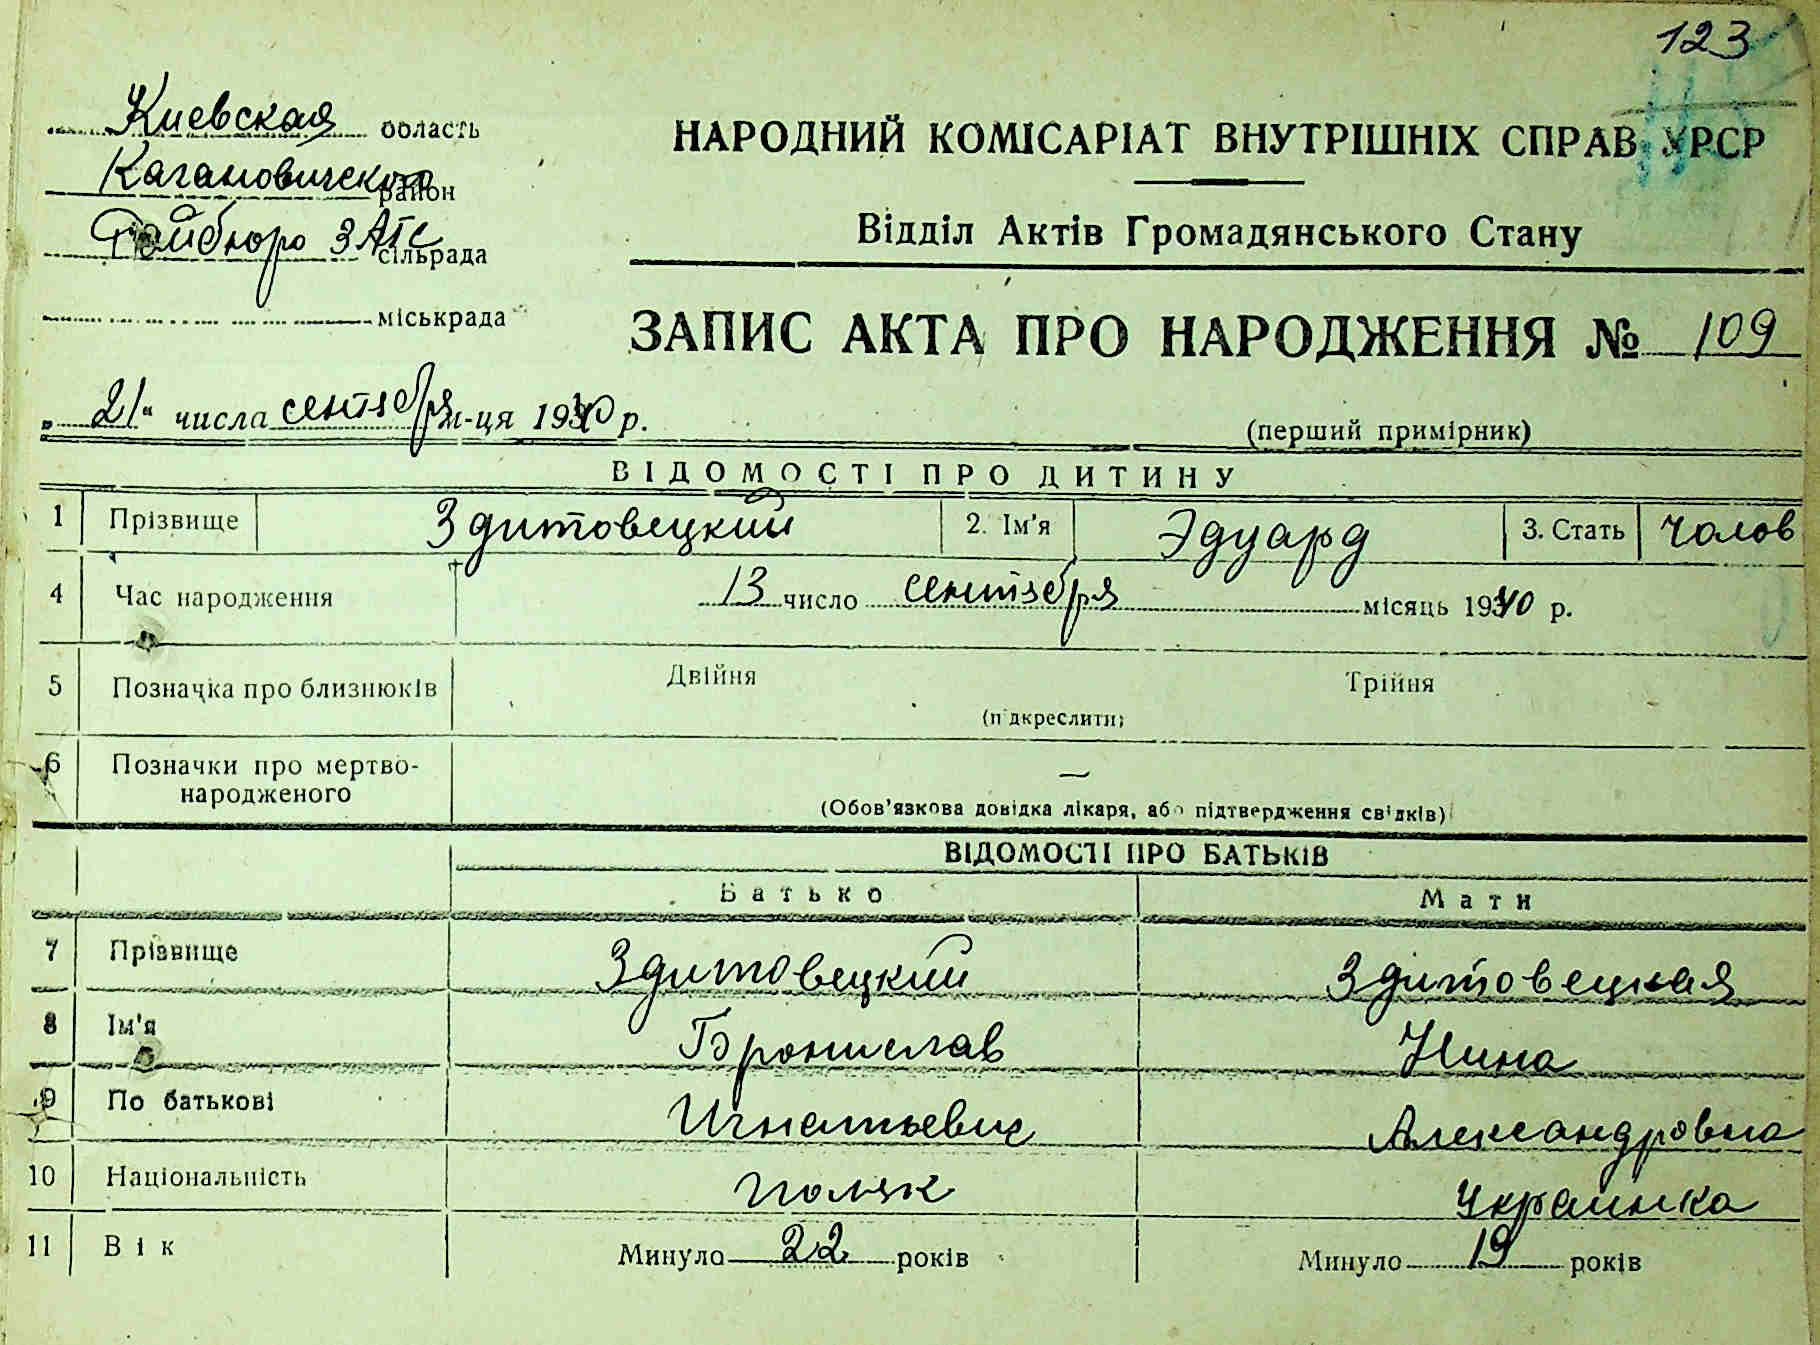 123
Киевская область
Кагановический район
Райбюро ЗАГС сільрада
міськрада
НАРОДНИЙ КОМІСАРІАТ ВНУТРІШНІХ СПРАВ УРСР
Відділ Актів Громадянського Стану
ЗАПИС АКТА ПРО НАРОДЖЕННЯ № 109
„21“ числа сентября м-ця 1940 р.
(перший примірник)
ВІДОМОСТІ ПРО ДИТИНУ
1 Прізвище Здитовецкий 2. Ім'я Эдуард 3. Стать чолов
4 Час народження 13 число сентября місяць 1940 р.
5 Позначка про близнюків Двійня Трійня
(підкреслити)
6 Позначки про мертво-
народженого —
(Обов'язкова довідка лікаря, або підтвердження свідків)
ВІДОМОСТІ ПРО БАТЬКІВ
Батько Мати
7 Прізвище Здитовецкий Здитовецкая
8 Ім'я Бронислав Нина
9 По батькові Игнатьевич Александровна
10 Національність поляк Украинка
11 Вік Минуло 22 років Минуло 19 років